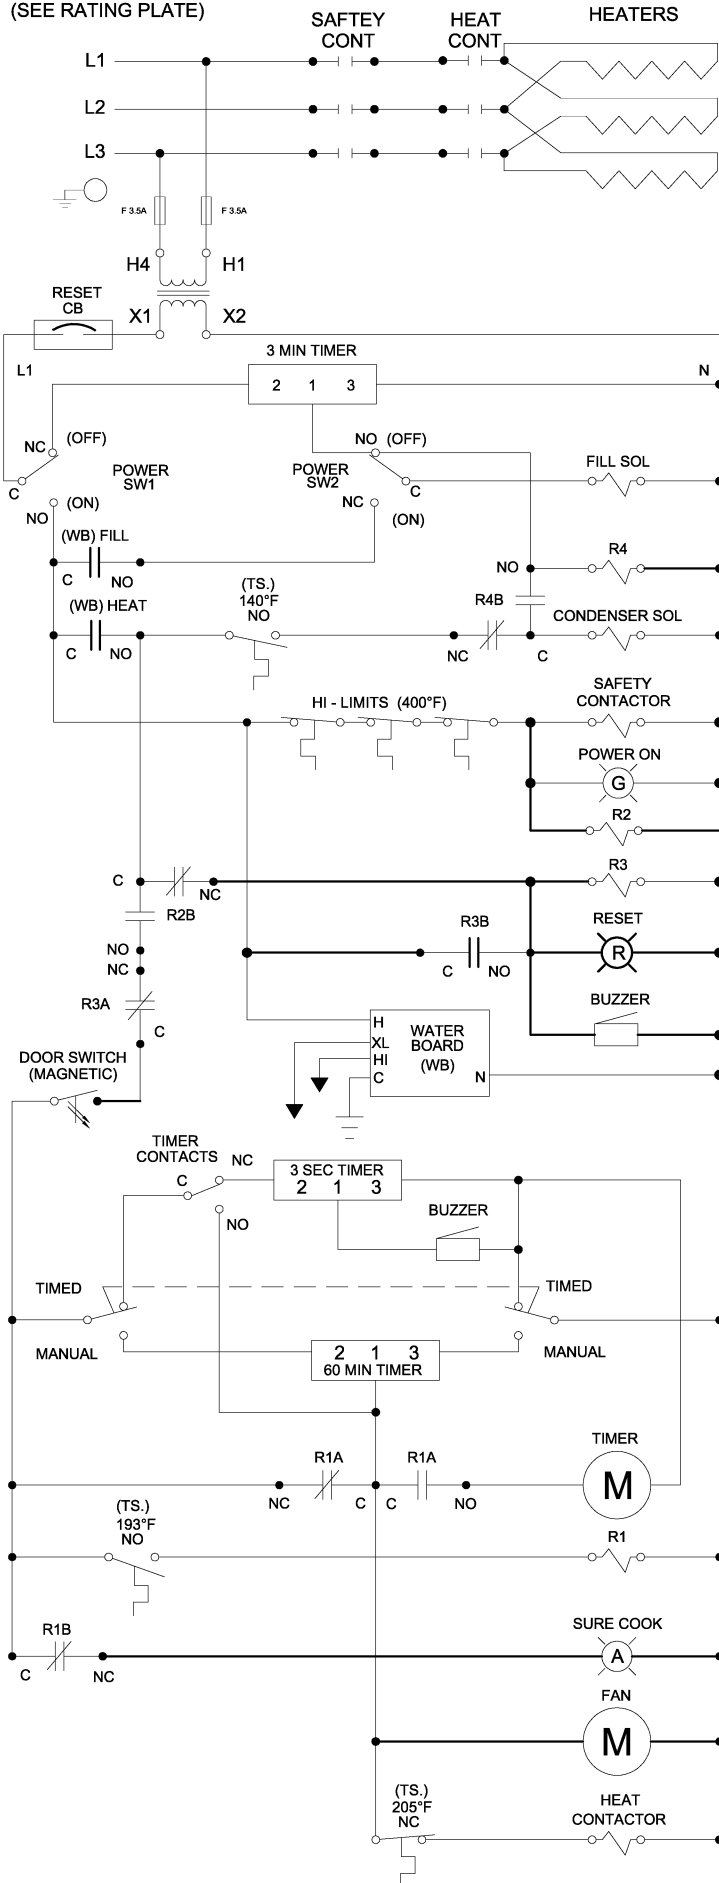 (SEE RATING PLATE)
SAFTEY
CONT
HEAT
CONT
HEATERS
L1
L2
L3
F 3.5A
F 3.5A
H4
H1
RESET
CB
X1
X2
L1
3 MIN TIMER
2 1 3
N
NC
(OFF)
NO (OFF)
C
POWER
SW1
POWER
SW2
FILL SOL
(ON)
NO
NC
C
(ON)
(WB) FILL
C
NO
R4
NO
(TS.)
140°F
NO
R4B
(WB) HEAT
C
NO
CONDENSER SOL
NC
C
HI - LIMITS (400°F)
SAFETY
CONTACTOR
POWER ON
G
R2
C
NC
R2B
R3
RESET
R
R3B
C
NO
NO
NC
R3A
C
BUZZER
H
XL
HI
C
WATER
BOARD
(WB)
N
DOOR SWITCH
(MAGNETIC)
TIMER
CONTACTS
NC
C
NO
3 SEC TIMER
2 1 3
BUZZER
TIMED
TIMED
MANUAL
MANUAL
2 1 3
60 MIN TIMER
R1A
R1A
NC
C
C
NO
TIMER
M
(TS.)
193°F
NO
R1
R1B
C
NC
SURE COOK
A
FAN
M
(TS.)
205°F
NC
HEAT
CONTACTOR